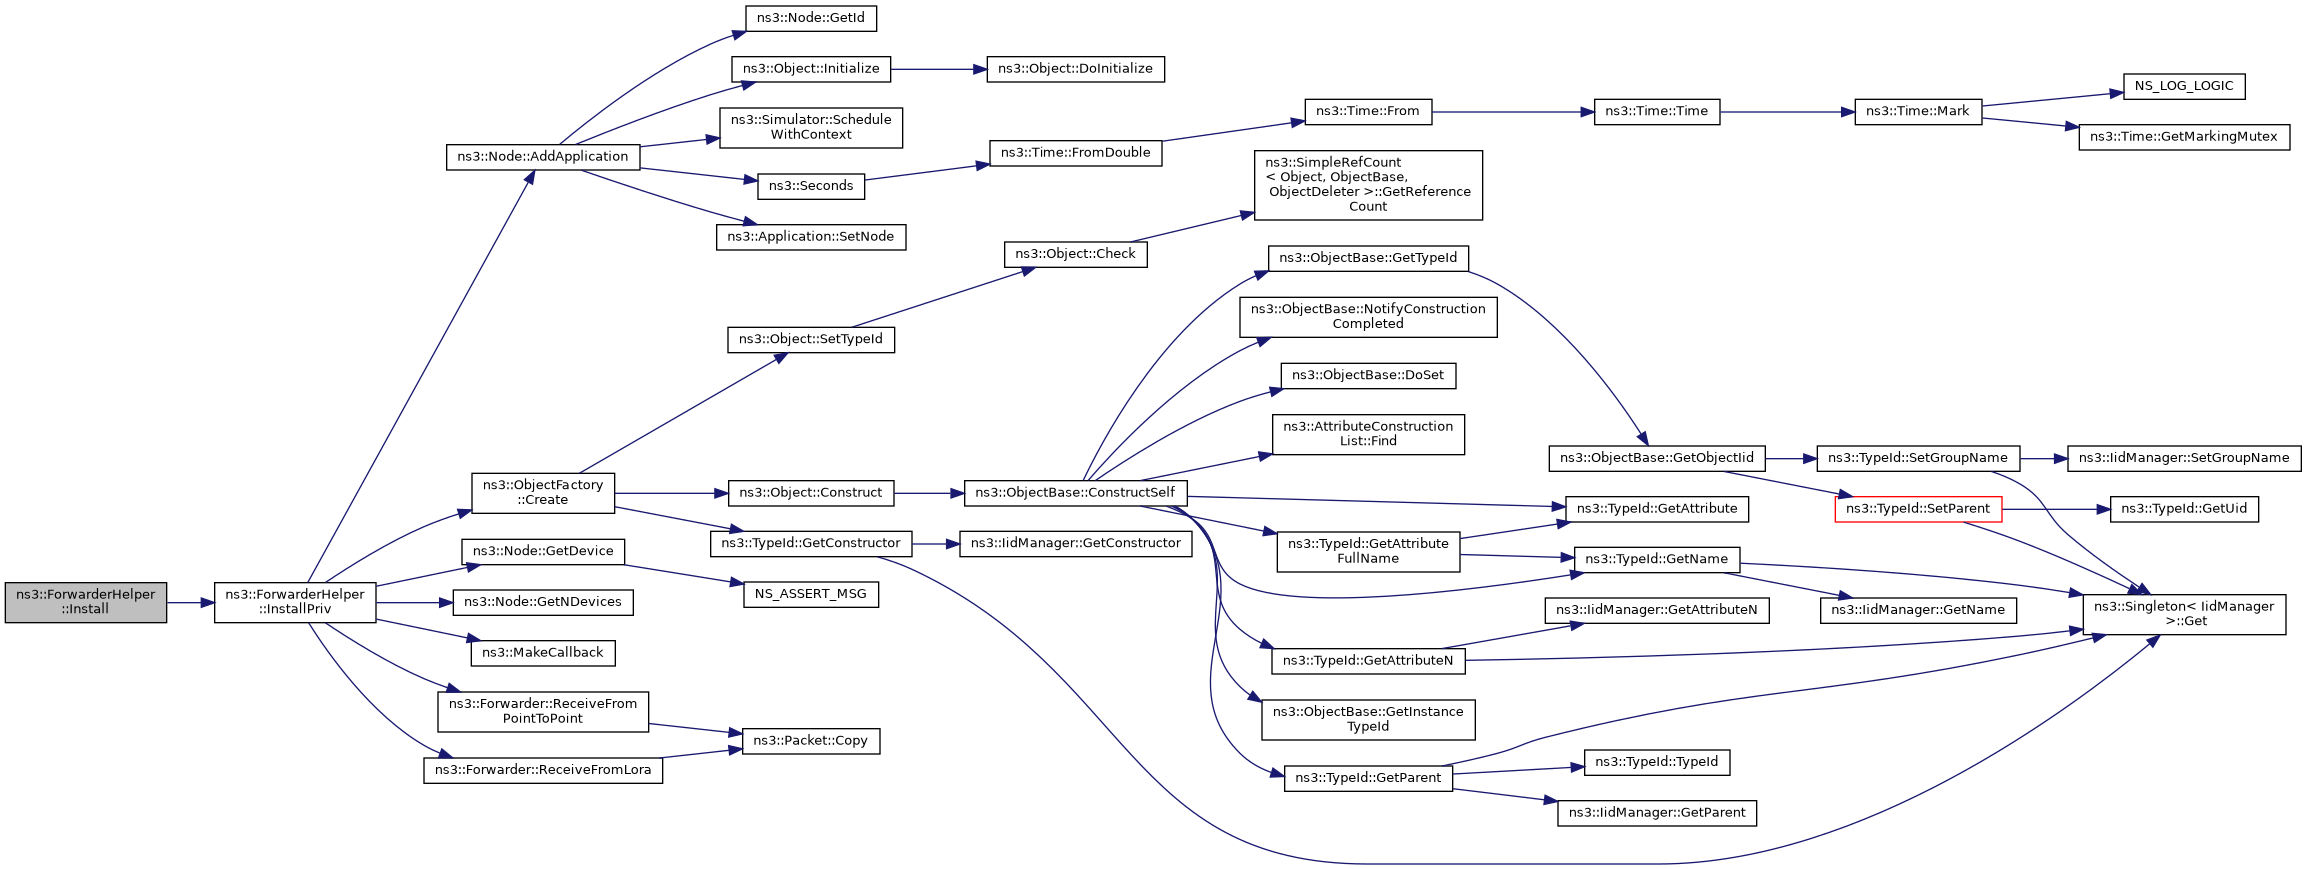 ns3::ForwarderHelper
::Install
ns3::ForwarderHelper
::InstallPriv
ns3::Node::AddApplication
ns3::ObjectFactory
::Create
ns3::Node::GetDevice
ns3::Node::GetNDevices
ns3::MakeCallback
ns3::Forwarder::ReceiveFrom
PointToPoint
ns3::Forwarder::ReceiveFromLora
ns3::Node::GetId
ns3::Object::Initialize
ns3::Simulator::Schedule
WithContext
ns3::Seconds
ns3::Application::SetNode
ns3::Object::SetTypeId
ns3::Object::Construct
ns3::TypeId::GetConstructor
NS_ASSERT_MSG
ns3::Packet::Copy
ns3::Object::DoInitialize
ns3::Time::FromDouble
ns3::Object::Check
ns3::ObjectBase::ConstructSelf
ns3::IidManager::GetConstructor
ns3::Time::From
ns3::SimpleRefCount
< Object, ObjectBase,
ObjectDeleter >::GetReference
Count
ns3::ObjectBase::GetTypeId
ns3::ObjectBase::NotifyConstruction
Completed
ns3::ObjectBase::DoSet
ns3::AttributeConstruction
List::Find
ns3::TypeId::GetAttribute
FullName
ns3::TypeId::GetAttributeN
ns3::ObjectBase::GetInstance
TypeId
ns3::TypeId::GetParent
ns3::Time::Time
ns3::ObjectBase::GetObjectIid
ns3::TypeId::GetAttribute
ns3::TypeId::GetName
ns3::IidManager::GetAttributeN
ns3::TypeId::TypeId
ns3::IidManager::GetParent
ns3::Time::Mark
ns3::TypeId::SetGroupName
ns3::TypeId::SetParent
ns3::IidManager::GetName
NS_LOG_LOGIC
ns3::Time::GetMarkingMutex
ns3::IidManager::SetGroupName
ns3::TypeId::GetUid
ns3::Singleton< IidManager
>::Get